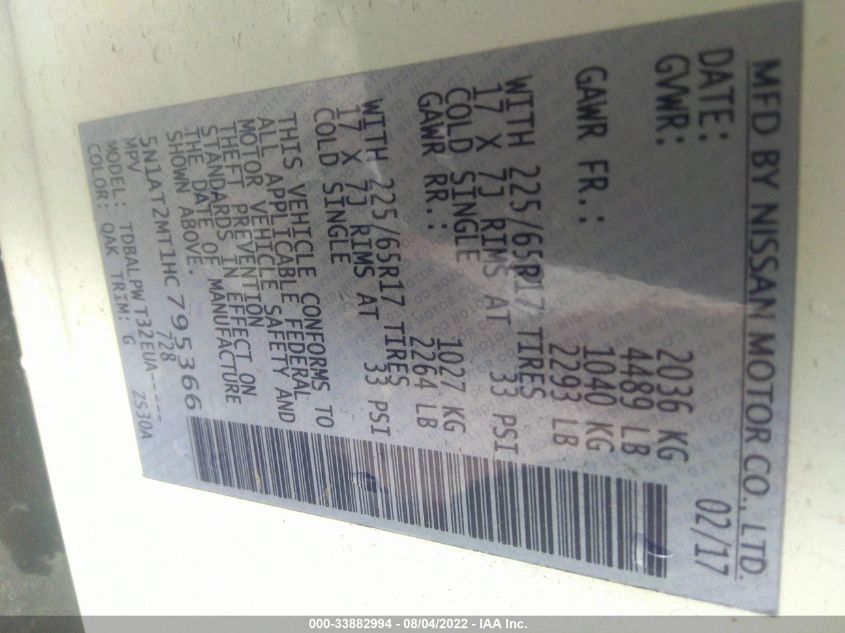 MFD BY NISSAN MOTOR CO., LTD.
DATE: 02/17
GVWR: 2036 KG
4489 LB
GAWR FR.: 1040 KG
2293 LB
WITH 225/65R17 TIRES
17 X 7J RIMS AT 33 PSI
COLD SINGLE
GAWR RR.: 1027 KG
2264 LB
WITH 225/65R17 TIRES
17 X 7J RIMS AT 33 PSI
COLD SINGLE
THIS VEHICLE CONFORMS TO
ALL APPLICABLE FEDERAL
MOTOR VEHICLE SAFETY AND
THEFT PREVENTION
STANDARDS IN EFFECT ON
THE DATE OF MANUFACTURE
SHOWN ABOVE.
5N1AT2MT1HC795366
MPV 728
MODEL: TDBALPWT32EUA-----
COLOR: QAK TRIM: G ZS30A
000-33882994 - 08/04/2022 - IAA Inc.